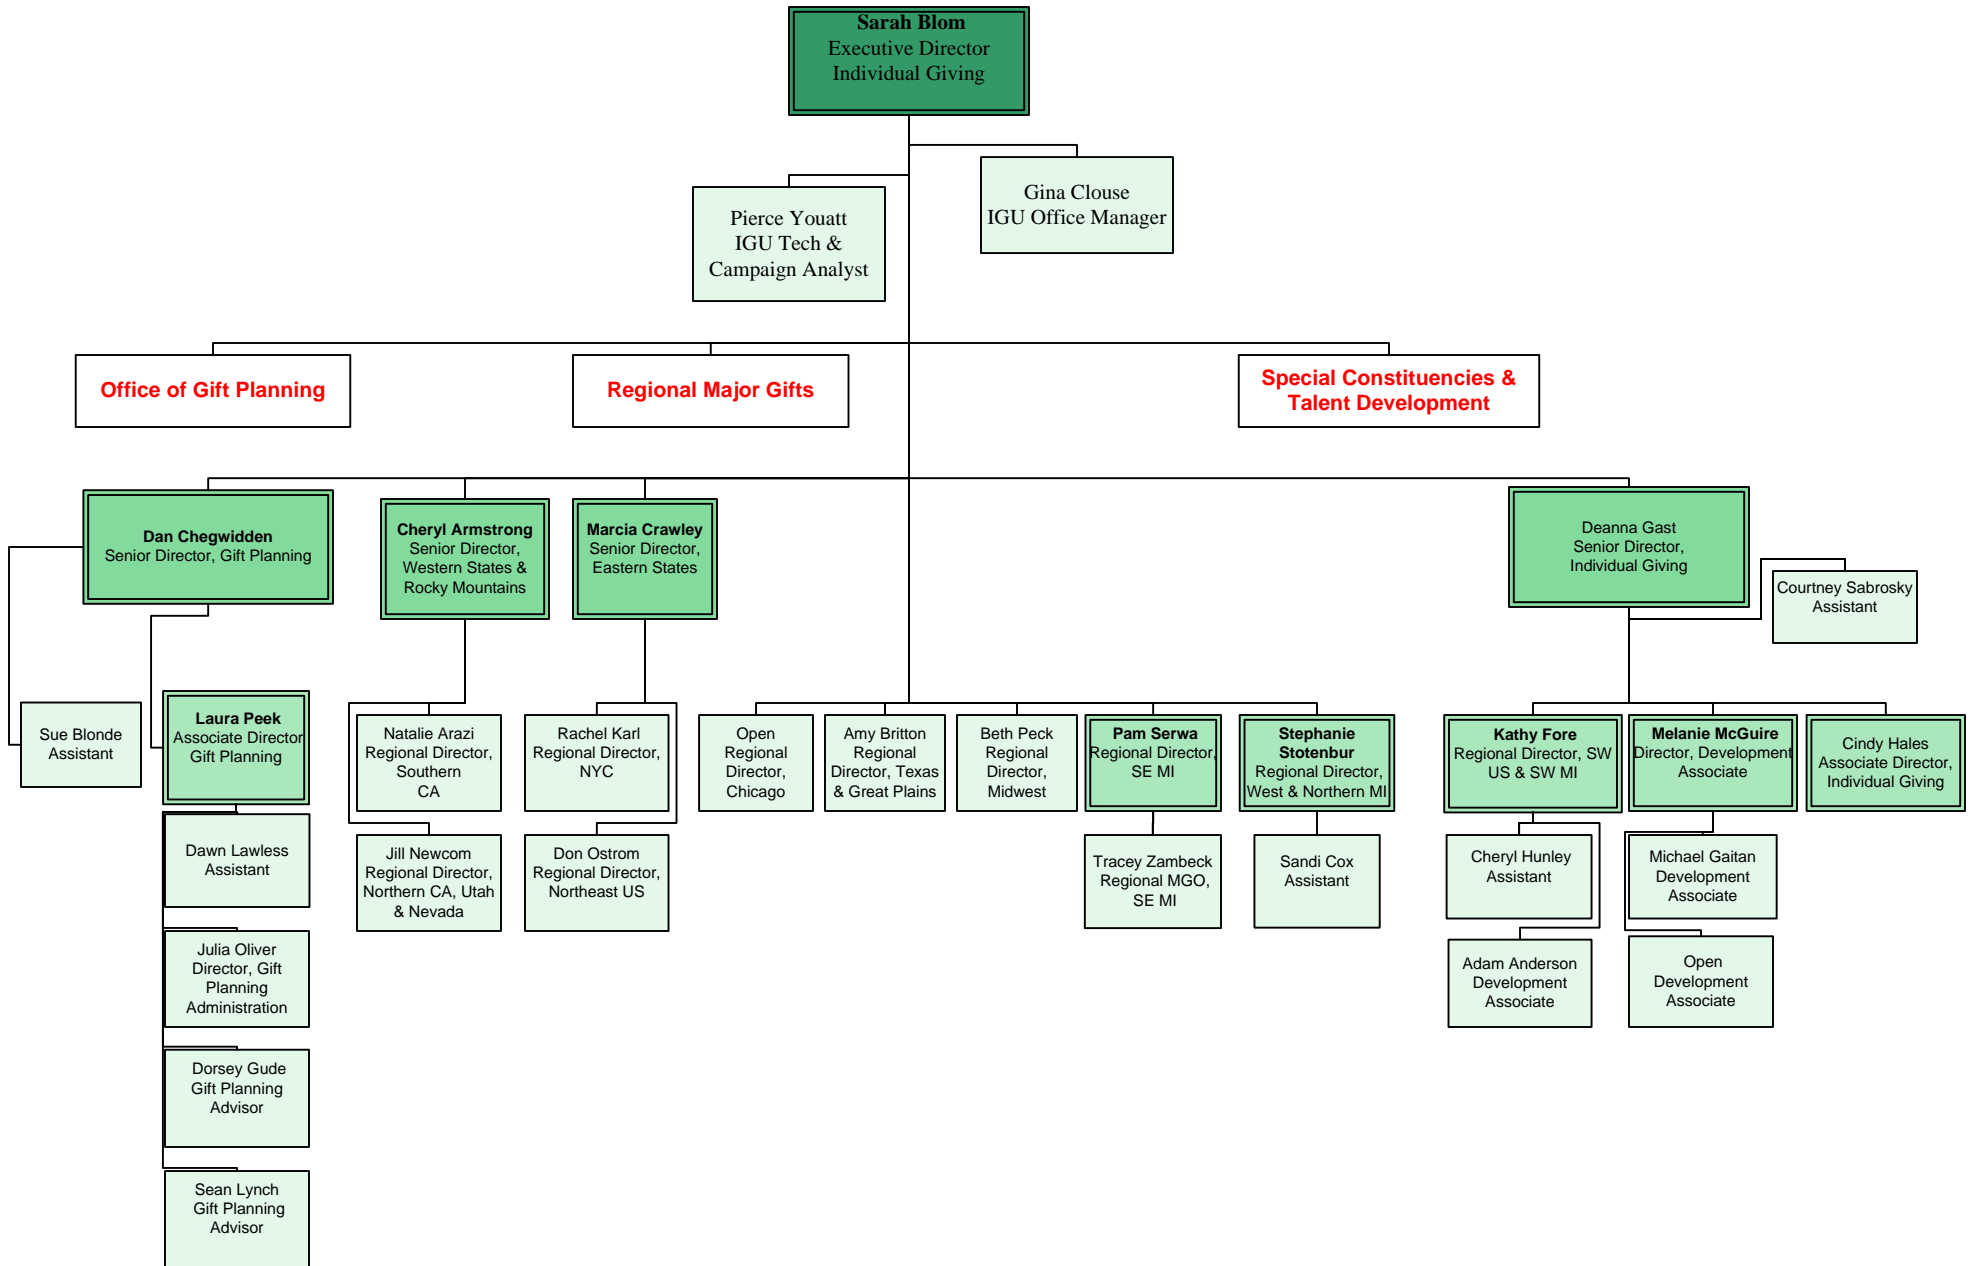 Sarah Blom
Executive Director
Individual Giving
Gina Clouse
IGU Office Manager
Pierce Youatt
IGU Tech &
Campaign Analyst
Office of Gift Planning
Regional Major Gifts
Special Constituencies &
Talent Development
Dan Chegwidden
Senior Director, Gift Planning
Cheryl Armstrong
Senior Director,
Western States &
Rocky Mountains
Marcia Crawley
Senior Director,
Eastern States
Deanna Gast
Senior Director,
Individual Giving
Courtney Sabrosky
Assistant
Sue Blonde
Assistant
Laura Peek
Associate Director
Gift Planning
Natalie Arazi
Regional Director,
Southern
CA
Rachel Karl
Regional Director,
NYC
Open
Regional
Director,
Chicago
Amy Britton
Regional
Director, Texas
& Great Plains
Beth Peck
Regional
Director,
Midwest
Pam Serwa
Regional Director,
SE MI
Stephanie
Stotenbur
Regional Director,
West & Northern MI
Kathy Fore
Regional Director, SW
US & SW MI
Melanie McGuire
Director, Development
Associate
Cindy Hales
Associate Director,
Individual Giving
Dawn Lawless
Assistant
Jill Newcom
Regional Director,
Northern CA, Utah
& Nevada
Don Ostrom
Regional Director,
Northeast US
Tracey Zambeck
Regional MGO,
SE MI
Sandi Cox
Assistant
Cheryl Hunley
Assistant
Michael Gaitan
Development
Associate
Julia Oliver
Director, Gift
Planning
Administration
Adam Anderson
Development
Associate
Open
Development
Associate
Dorsey Gude
Gift Planning
Advisor
Sean Lynch
Gift Planning
Advisor